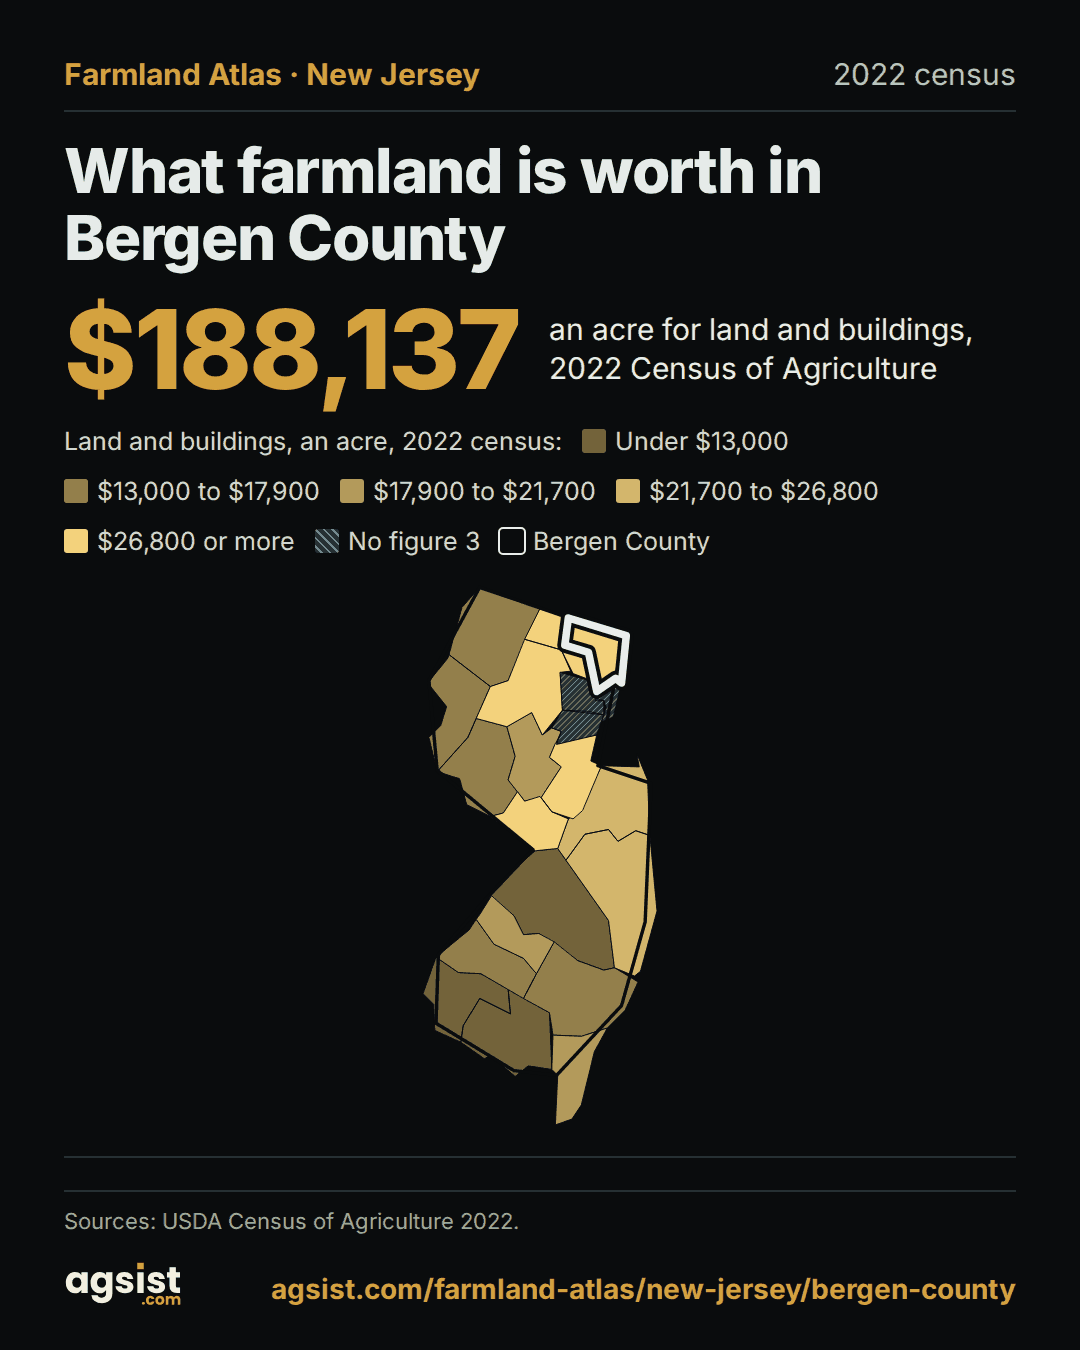 Farmland Atlas · New Jersey
2022 census
What farmland is worth in
Bergen County
$188,137
an acre for land and buildings,
2022 Census of Agriculture
Land and buildings, an acre, 2022 census: Under $13,000
$13,000 to $17,900 $17,900 to $21,700 $21,700 to $26,800
$26,800 or more No figure 3 Bergen County
Sources: USDA Census of Agriculture 2022.
agsist
.com
agsist.com/farmland-atlas/new-jersey/bergen-county